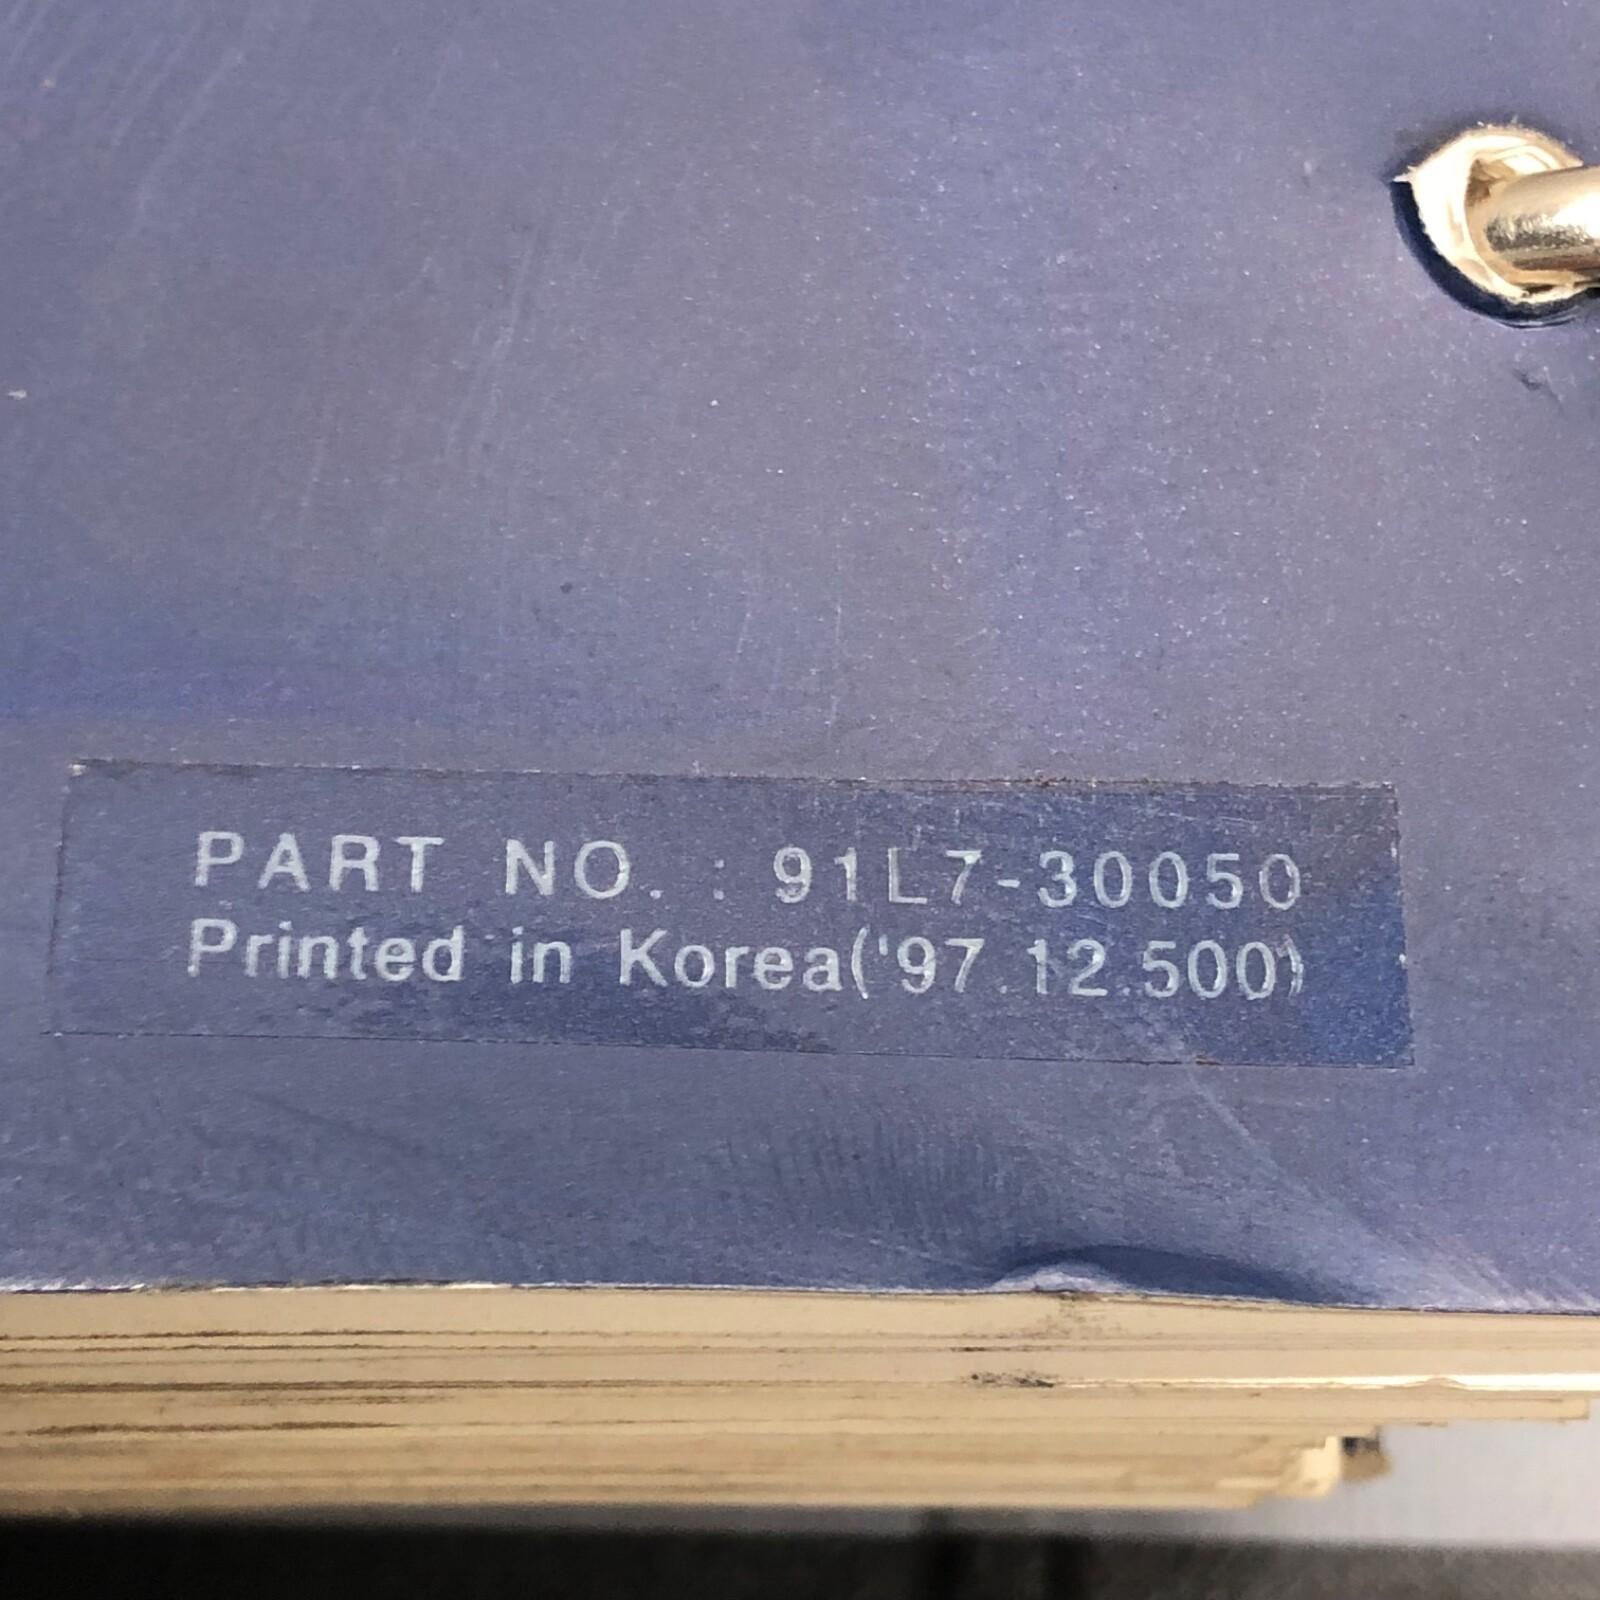 PART NO. : 91L7-30050
Printed in Korea('97.12.500)